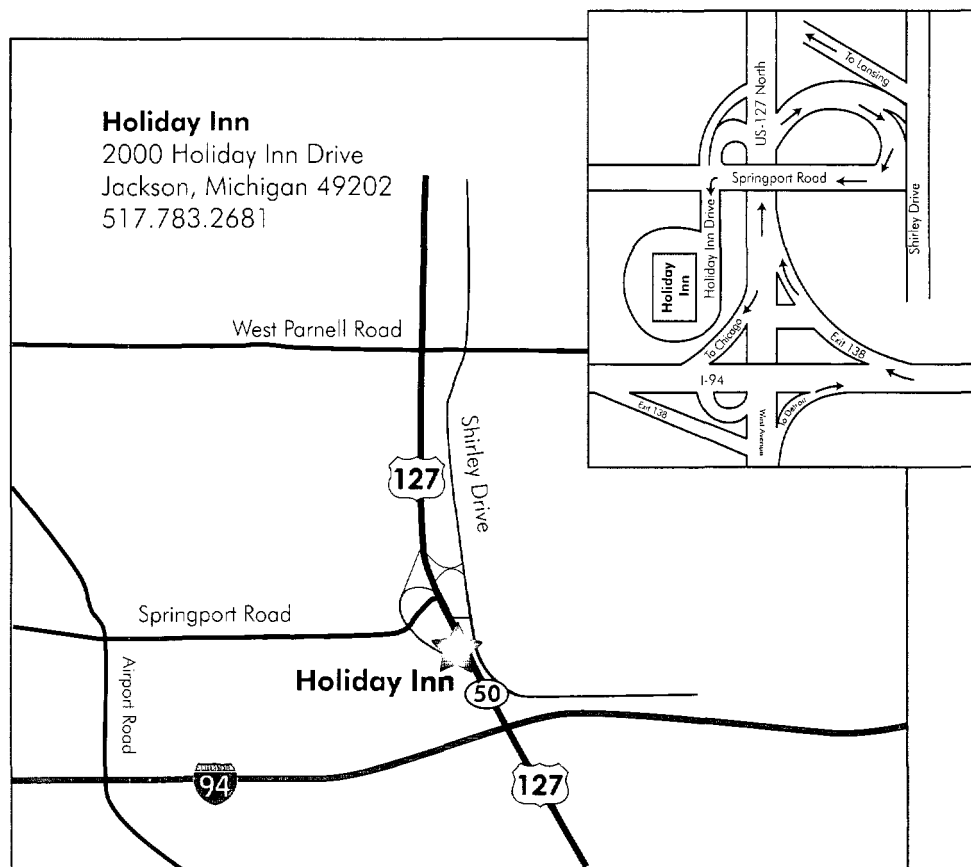 Holiday Inn
2000 Holiday Inn Drive
Jackson, Michigan 49202
517.783.2681
West Parnell Road
127
Shirley Drive
Springport Road
Airport Road
Holiday Inn
50
94
127
To Lansing
US-127 North
Springport Road
Shirley Drive
Holiday Inn Drive
Holiday
Inn
To Chicago
Exit 138
I-94
Exit 138
West Avenue
To Detroit